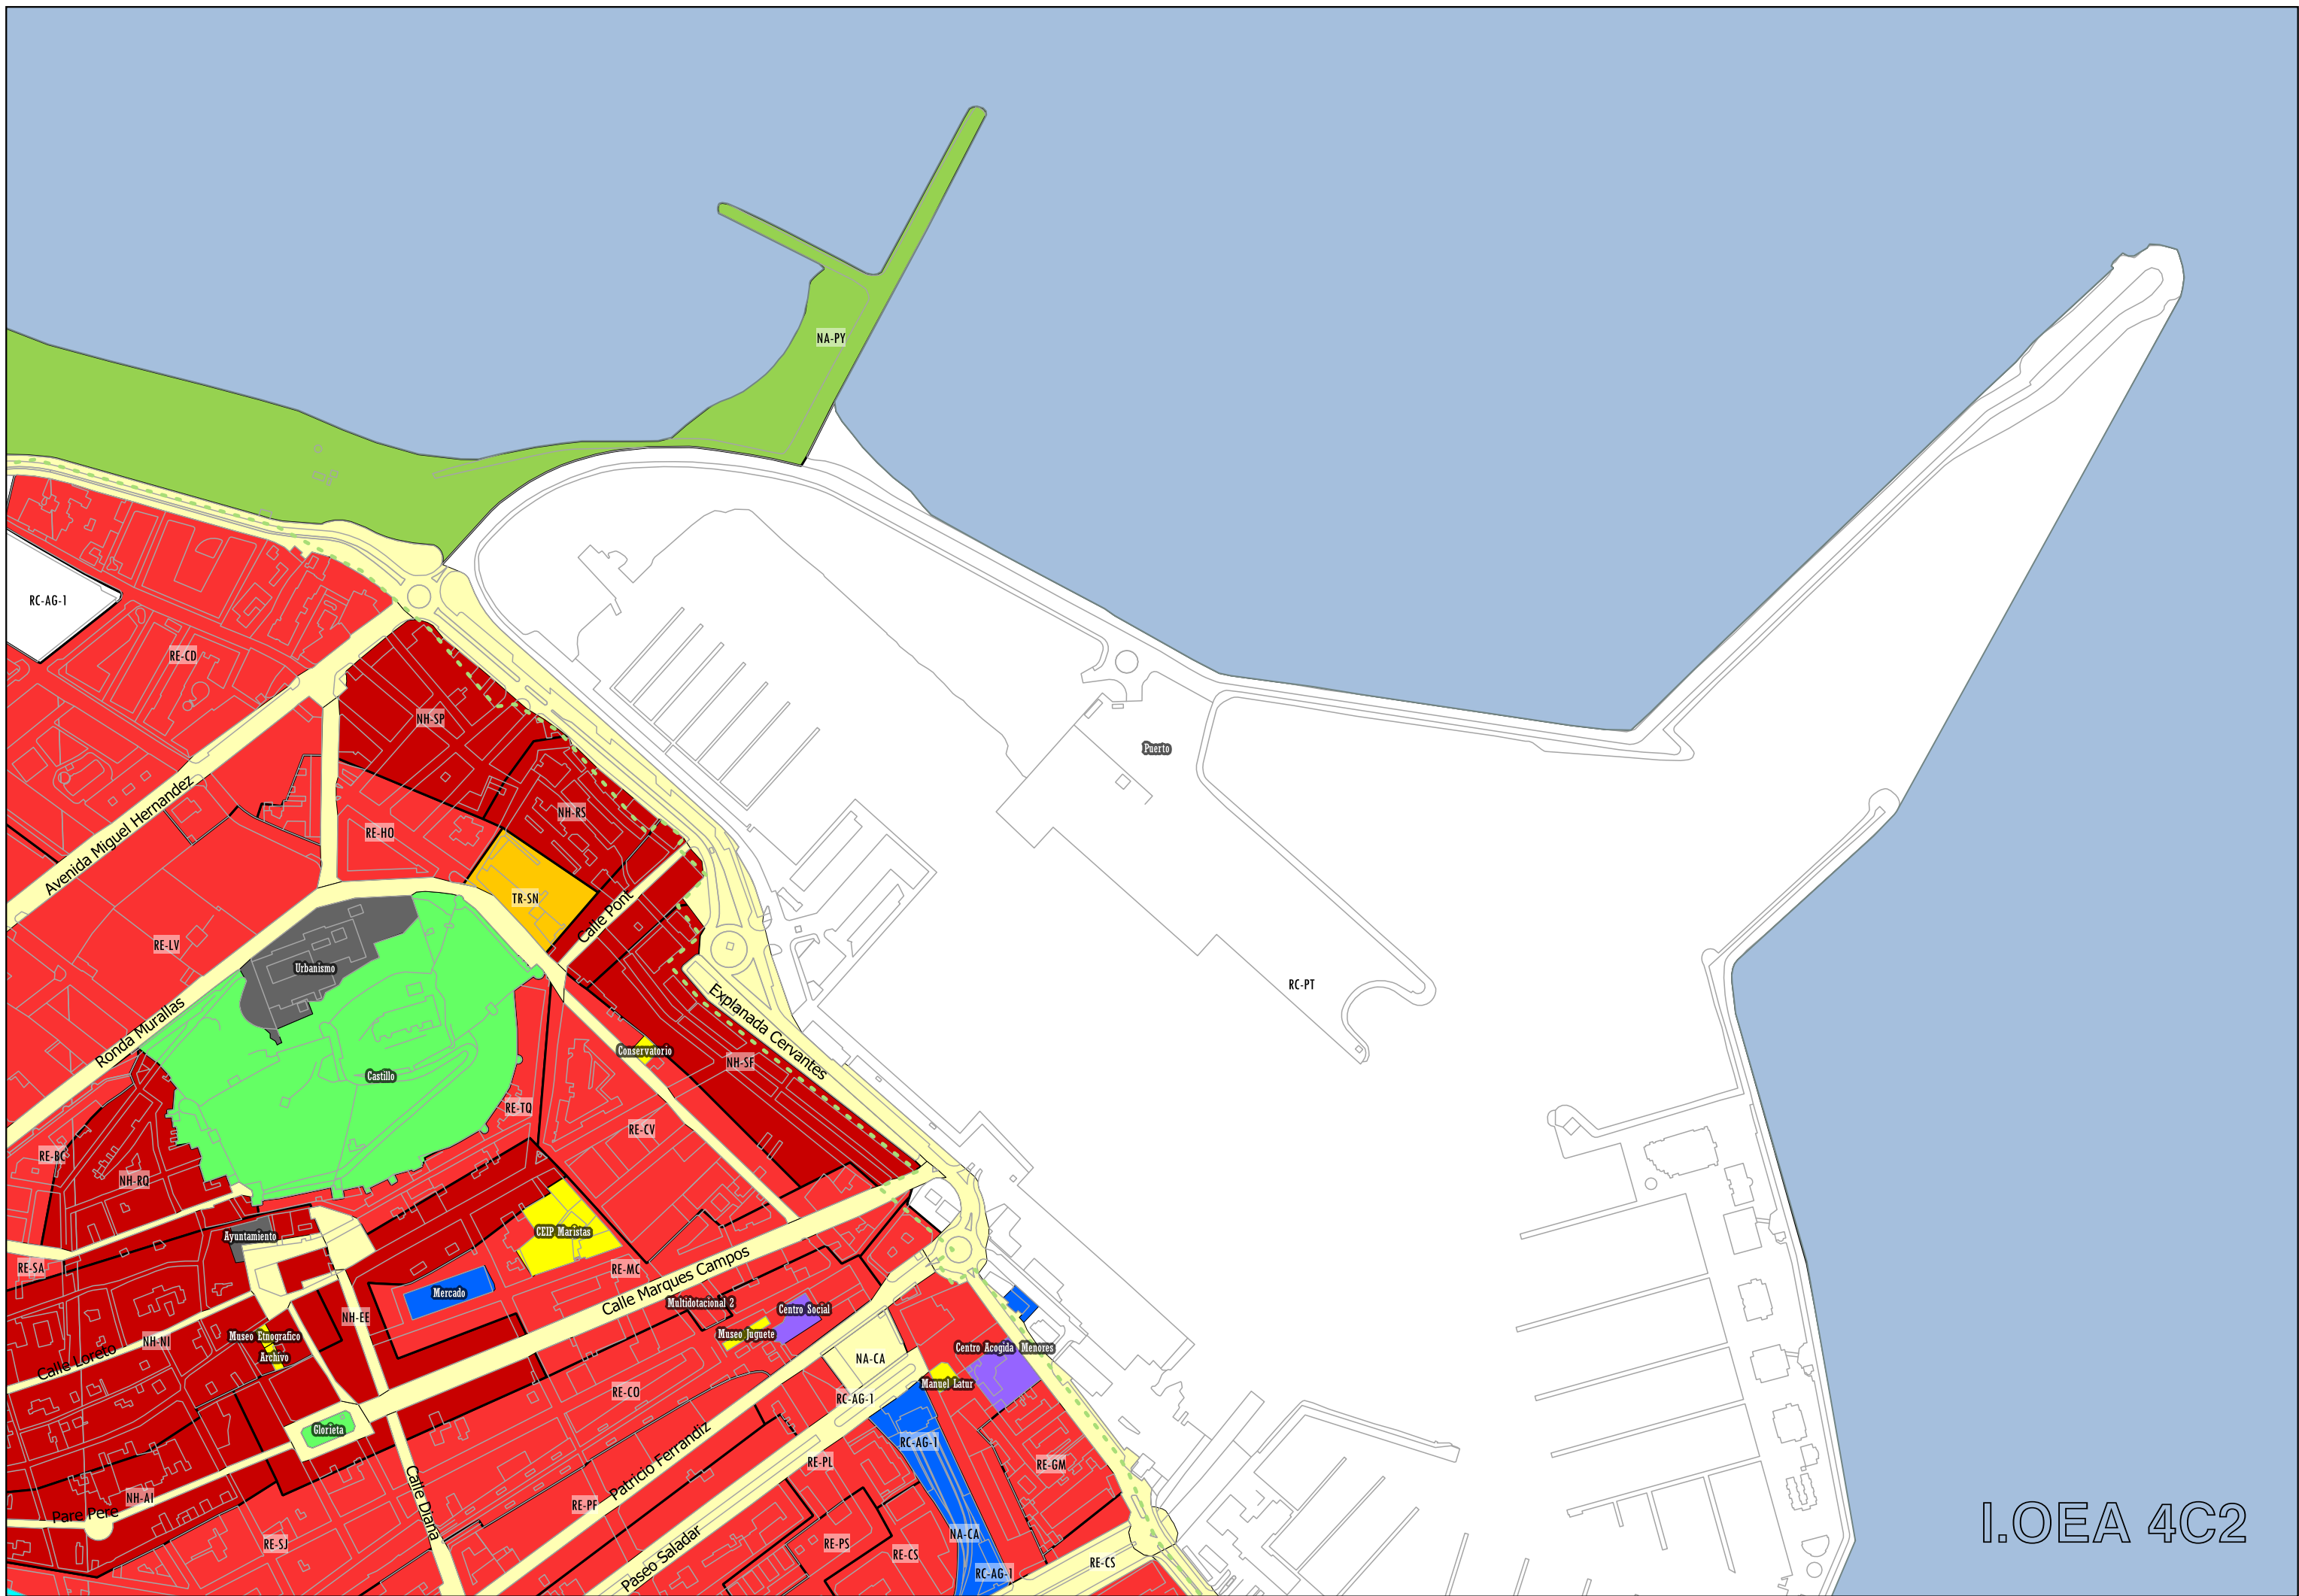 NA-PY
RC-AG-1
RE-CD
NH-SP
Puerto
Avenida Miguel Hernandez
RE-HO
NH-RS
TR-SN
Calle Pont
RE-LV
Urbanismo
RC-PT
Ronda Murallas
Explanada Cervantes
Conservatorio
NH-SF
Castillo
RE-TQ
RE-CV
RE-BC
NH-RQ
Ayuntamiento
CEIP Maristas
RE-SA
RE-MC
Mercado
Calle Marques Campos
Multidotacional 2
Centro Social
NH-EE
Museo Etnografico
Museo Juguete
NH-NI
Archivo
Calle Loreto
Centro Acogida Menores
NA-CA
Manuel Latur
RE-CO
RC-AG-1
Glorieta
RC-AG-1
Patricio Ferrandiz
RE-PL
RE-GM
Calle Diana
NH-AI
Pare Pere
RE-PF
I.OEA 4C2
NA-CA
RE-SJ
RE-PS
RE-CS
RE-CS
Paseo Saladar
RC-AG-1